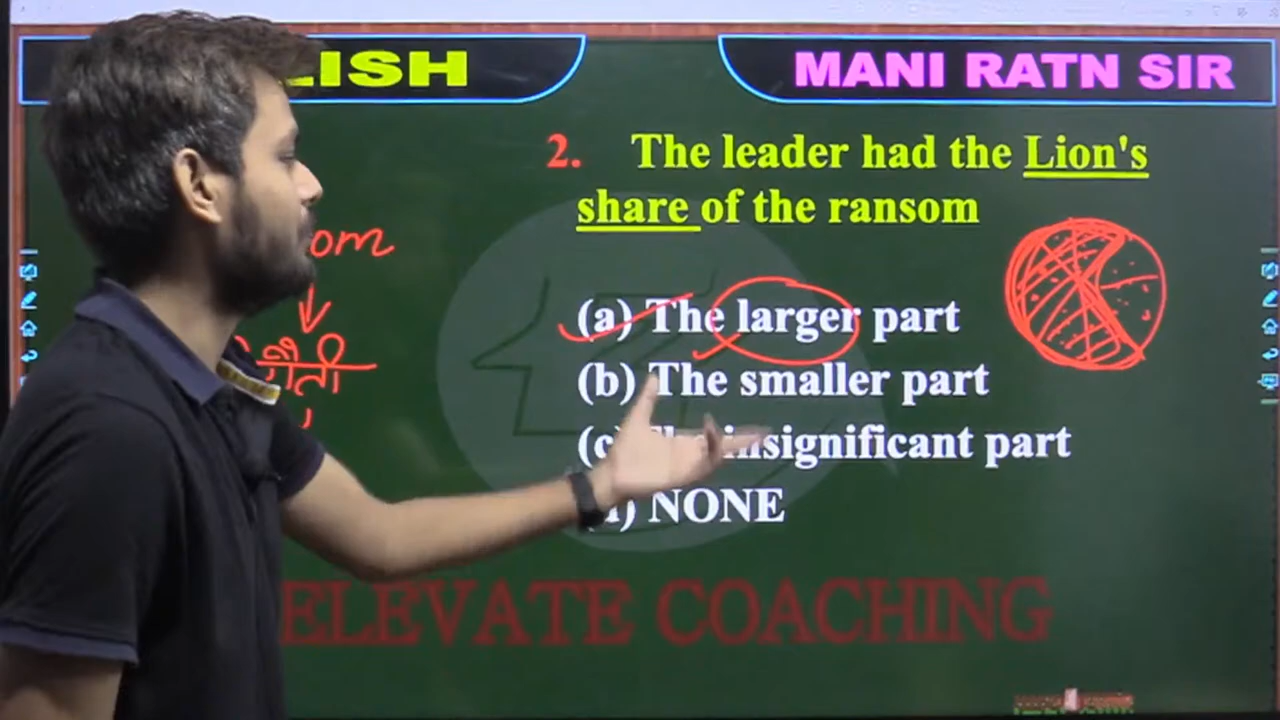 LISH
MANI RATN SIR
2. The leader had the Lion's
share of the ransom
om
(a) The larger part
(b) The smaller part
(c) insignificant part
NONE
ELEVATE COACHING